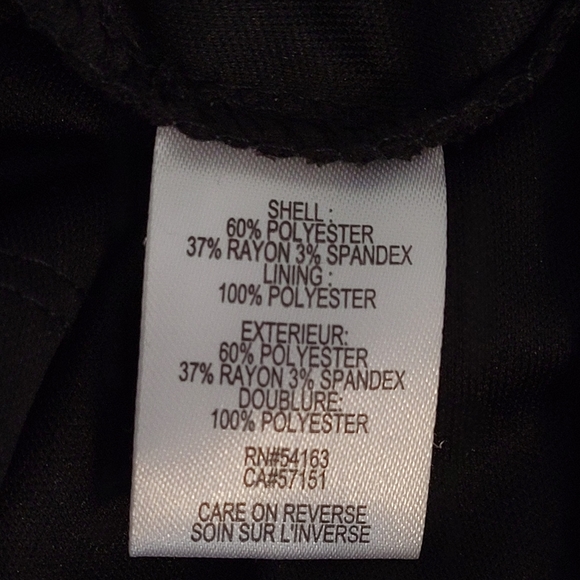 SHELL :
60% POLYESTER
37% RAYON 3% SPANDEX
LINING :
100% POLYESTER
EXTERIEUR:
60% POLYESTER
37% RAYON 3% SPANDEX
DOUBLURE:
100% POLYESTER
RN#54163
CA#57151
CARE ON REVERSE
SOIN SUR L'INVERSE